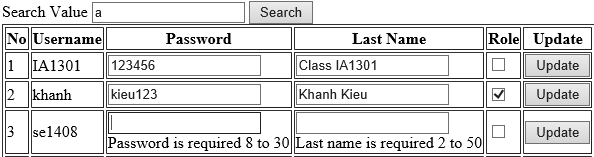 Search Value a Search
No Username Password Last Name Role Update
1 IA1301 123456 Class IA1301 Update
2 khanh kieu123 Khanh Kieu Update
3 se1408 Update
Password is required 8 to 30 Last name is required 2 to 50